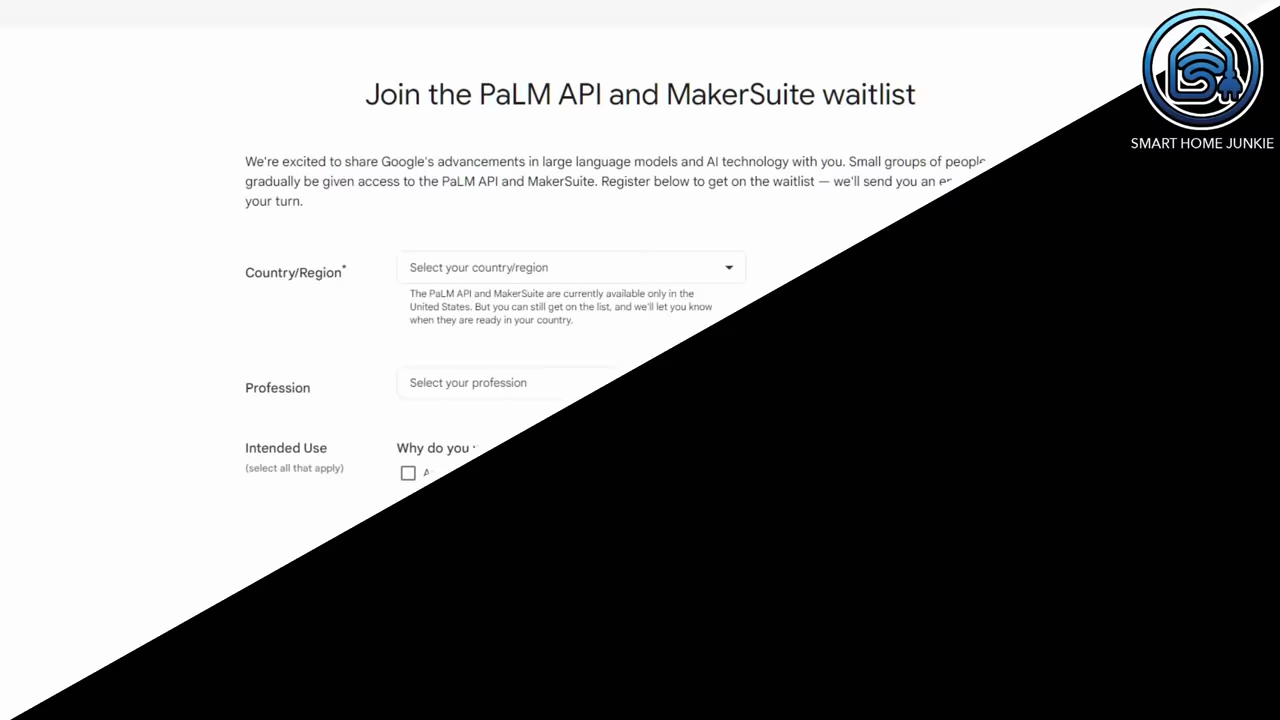 Join the PaLM API and MakerSuite waitlist
SMART HOME JUNKIE
We're excited to share Google's advancements in large language models and AI technology with you. Small groups of people
gradually be given access to the PaLM API and MakerSuite. Register below to get on the waitlist — we'll send you an
your turn.
Country/Region*
Select your country/region
The PaLM API and MakerSuite are currently available only in the
United States. But you can still get on the list, and we'll let you know
when they are ready in your country.
Profession
Select your profession
Intended Use
Why do you
(select all that apply)